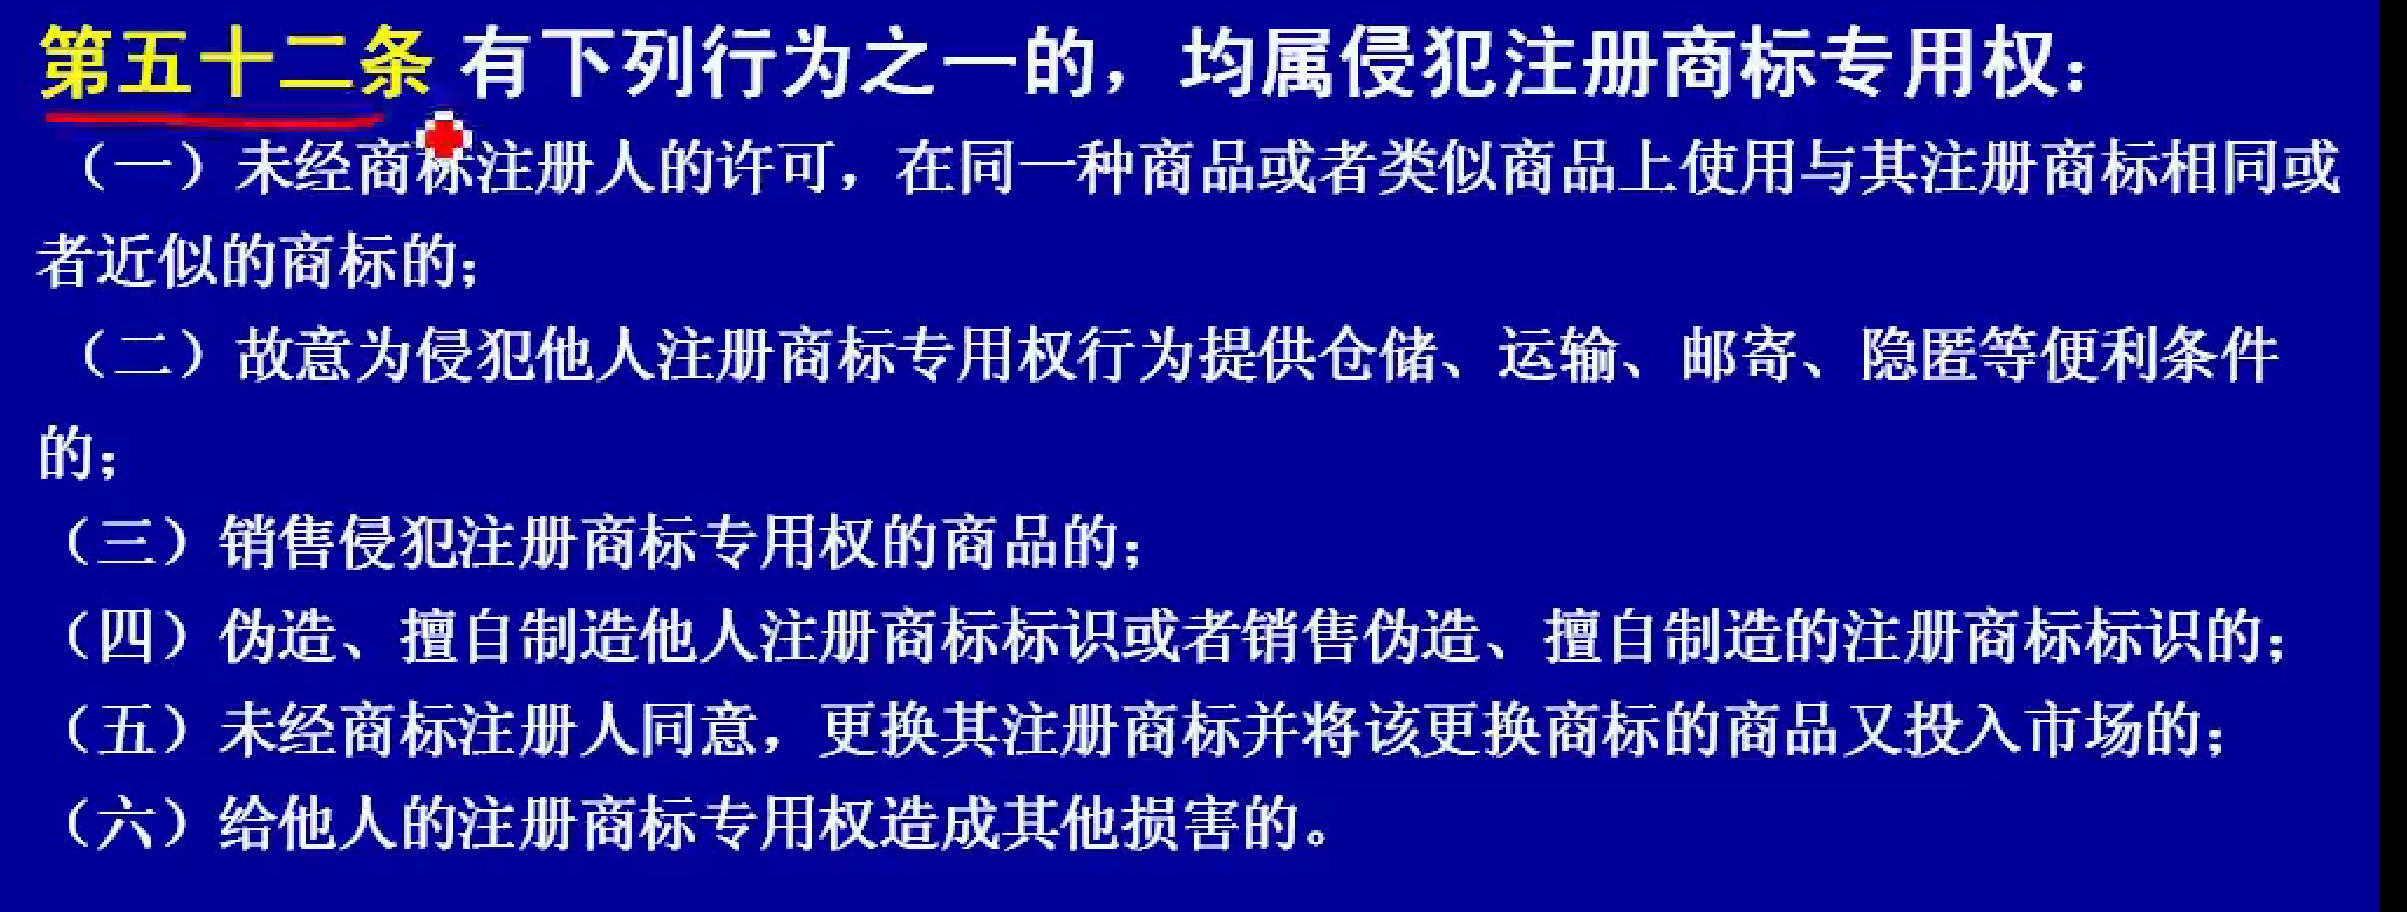 第五十二条 有下列行为之一的，均属侵犯注册商标专用权：
（一）未经商标注册人的许可，在同一种商品或者类似商品上使用与其注册商标相同或
者近似的商标的；
（二）故意为侵犯他人注册商标专用权行为提供仓储、运输、邮寄、隐匿等便利条件
的；
（三）销售侵犯注册商标专用权的商品的；
（四）伪造、擅自制造他人注册商标标识或者销售伪造、擅自制造的注册商标标识的；
（五）未经商标注册人同意，更换其注册商标并将该更换商标的商品又投入市场的；
（六）给他人的注册商标专用权造成其他损害的。